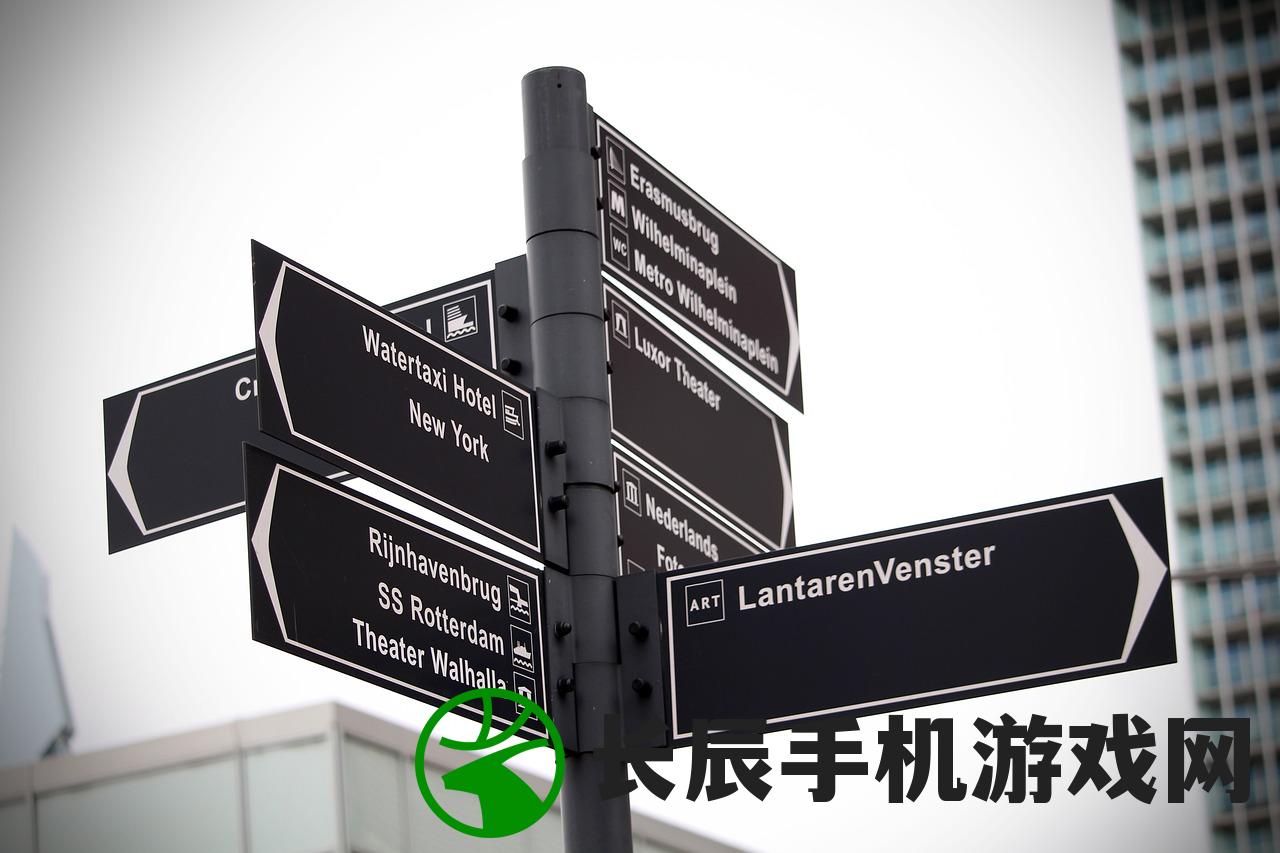 Erasmusbrug
M
Wilhelminaplein
WC
Metro Wilhelminaplein
Watertaxi Hotel
New York
Luxor Theater
Nederlands
Rijnhavenbrug
SS Rotterdam
Theater Walhalla
ART LantarenVenster
长辰手机游戏网